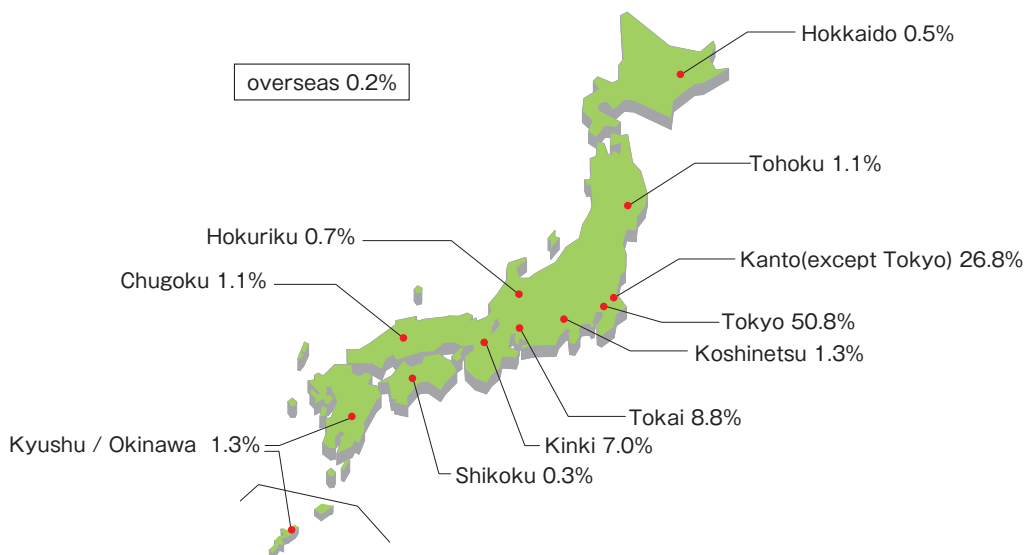 Hokkaido 0.5%
overseas 0.2%
Tohoku 1.1%
Hokuriku 0.7%
Kanto(except Tokyo) 26.8%
Chugoku 1.1%
Tokyo 50.8%
Koshinetsu 1.3%
Tokai 8.8%
Kyushu / Okinawa 1.3%
Kinki 7.0%
Shikoku 0.3%